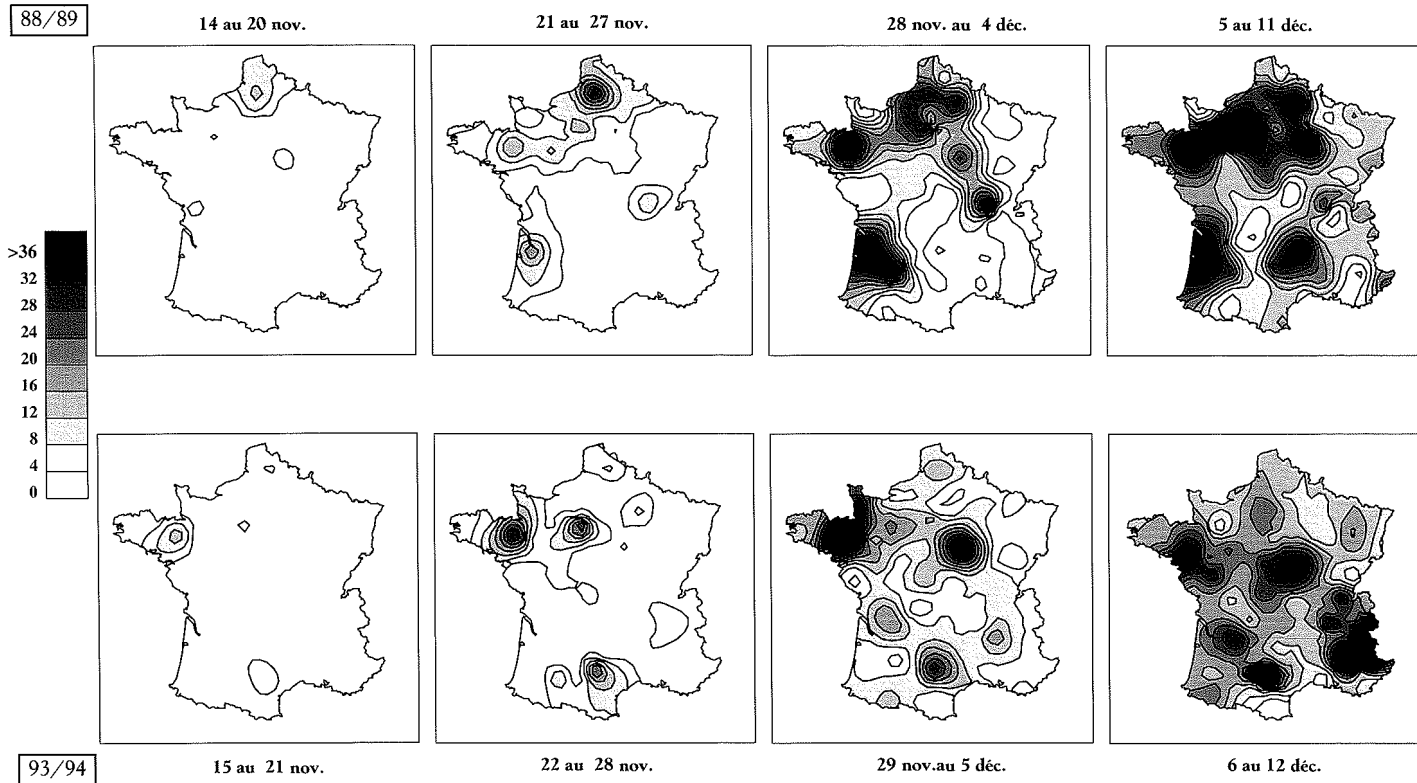 88/89
14 au 20 nov.
21 au 27 nov.
28 nov. au 4 déc.
5 au 11 déc.
>36
32
28
24
20
16
12
8
4
0
93/94
15 au 21 nov.
22 au 28 nov.
29 nov.au 5 déc.
6 au 12 déc.